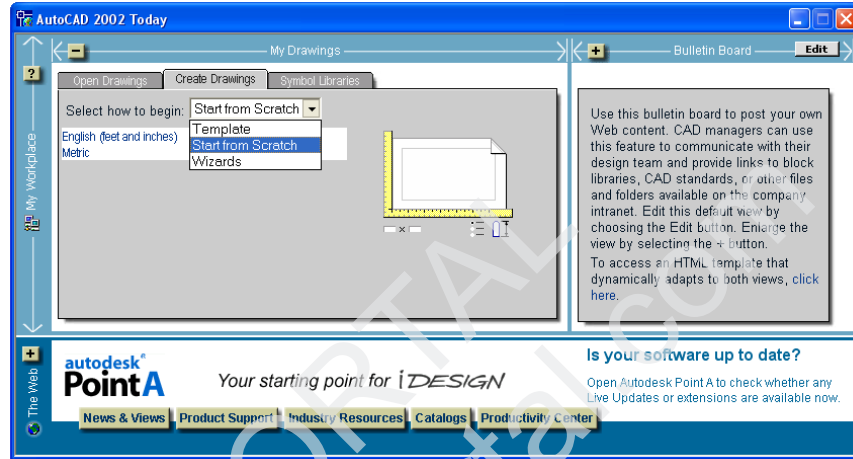 AutoCAD 2002 Today
My Drawings
Bulletin Board
Edit
My Workplace
Open Drawings
Create Drawings
Symbol Libraries
Select how to begin:
Start from Scratch
English (feet and inches)
Metric
Template
Start from Scratch
Wizards
Use this bulletin board to post your own
Web content. CAD managers can use
this feature to communicate with their
design team and provide links to block
libraries, CAD standards, or other files
and folders available on the company
intranet. Edit this default view by
choosing the Edit button. Enlarge the
view by selecting the + button.
To access an HTML template that
dynamically adapts to both views, click
here.
The Web
autodesk®
Point A
Your starting point for iDESIGN
News & Views
Product Support
Industry Resources
Catalogs
Productivity Center
Is your software up to date?
Open Autodesk Point A to check whether any
Live Updates or extensions are available now.
ORTAL
rtal.com